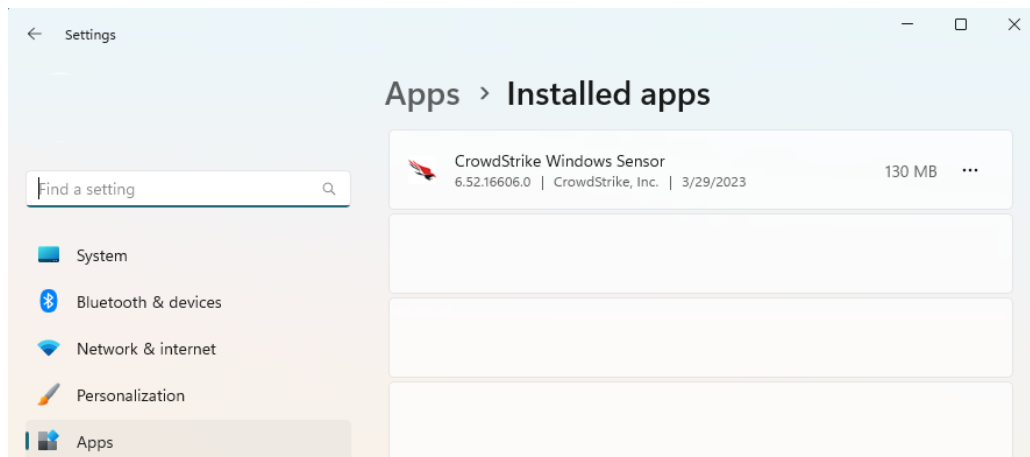 Settings
Apps > Installed apps
CrowdStrike Windows Sensor
6.52.16606.0 | CrowdStrike, Inc. | 3/29/2023
130 MB
Find a setting
System
Bluetooth & devices
Network & internet
Personalization
Apps